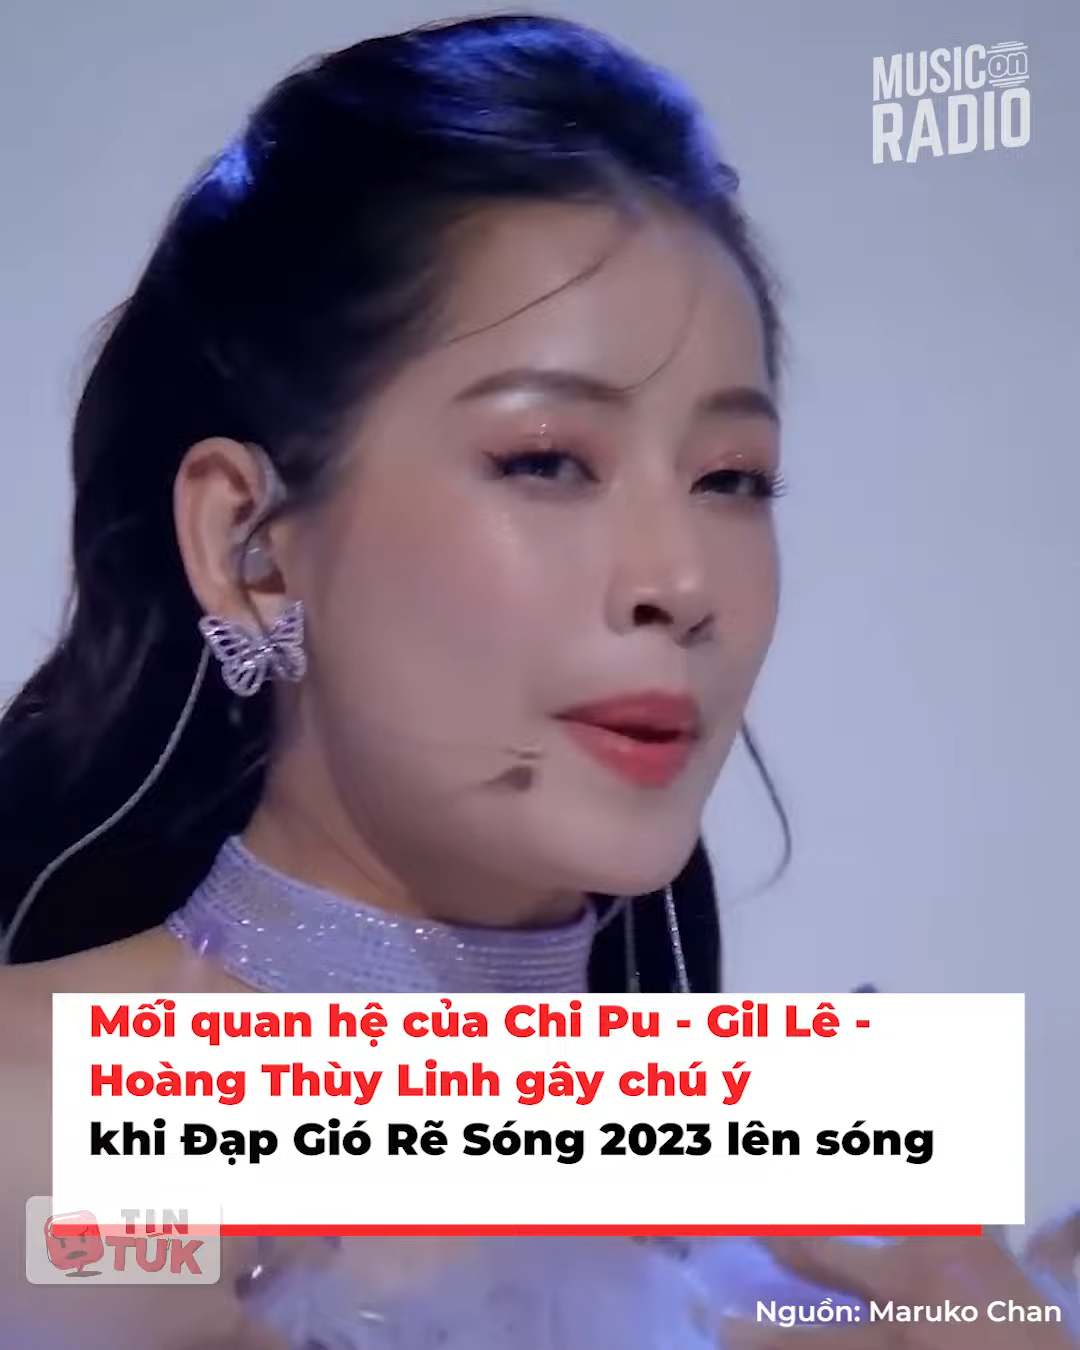 MUSIC on
RADIO
Mối quan hệ của Chi Pu - Gil Lê -
Hoàng Thùy Linh gây chú ý
khi Đạp Gió Rẽ Sóng 2023 lên sóng
TIN
TỨK
Nguồn: Maruko Chan